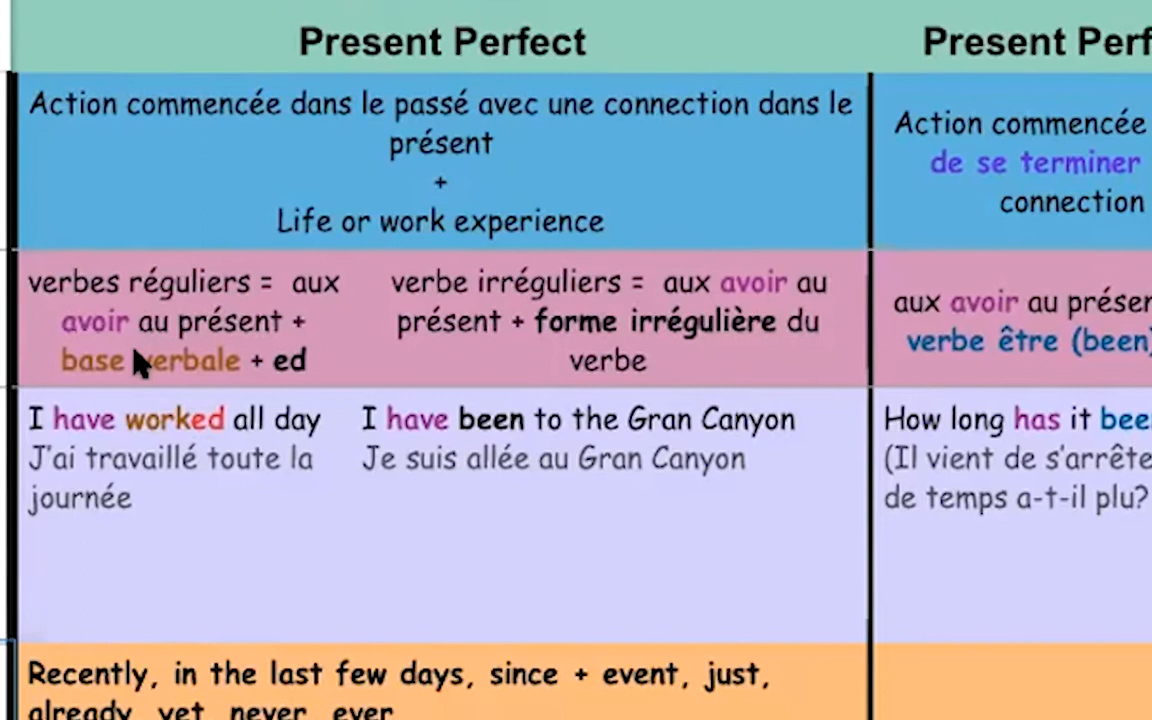 Present Perfect
Action commencée dans le passé avec une connection dans le
présent
+
Life or work experience
verbes réguliers = aux
avoir au présent +
base verbale + ed
verbe irréguliers = aux avoir au
présent + forme irrégulière du
verbe
I have worked all day
J'ai travaillé toute la
journée
I have been to the Gran Canyon
Je suis allée au Gran Canyon
Recently, in the last few days, since + event, just,
already yet never ever
Present Perf
Action commencée
de se terminer
connection
aux avoir au présen
verbe être (been)
How long has it bee
(Il vient de s'arrête
de temps a-t-il plu?